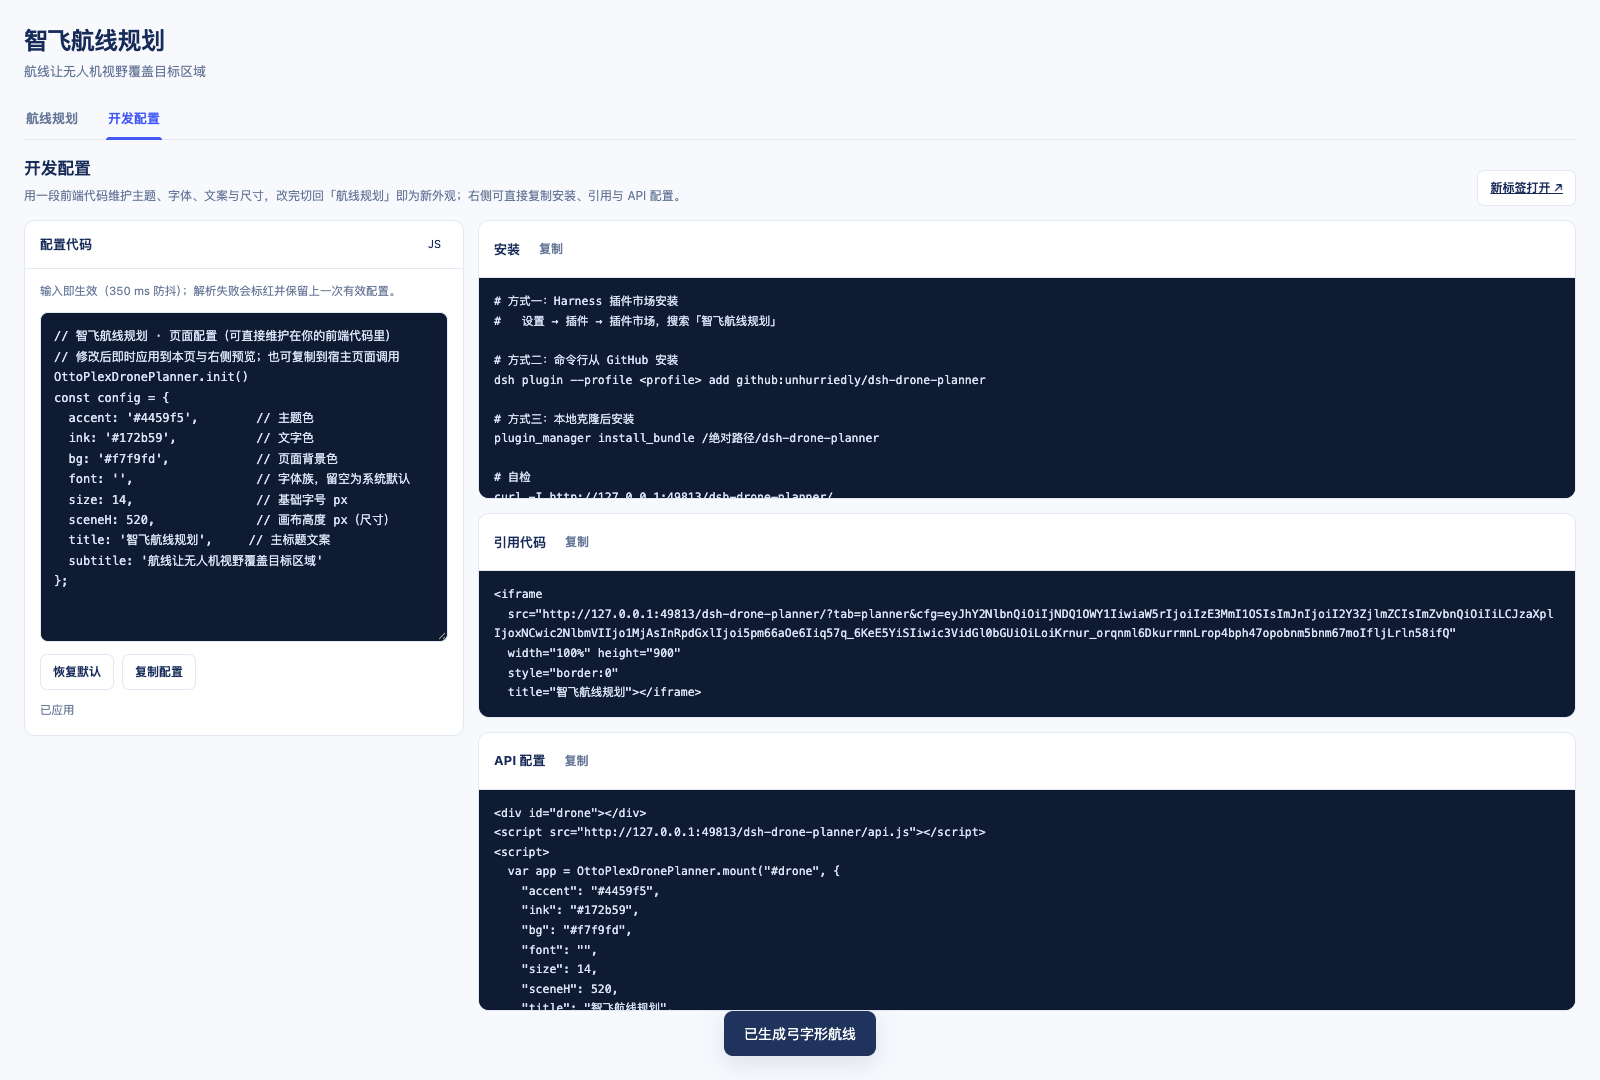 智飞航线规划
航线让无人机视野覆盖目标区域
航线规划
开发配置
开发配置
用一段前端代码维护主题、字体、文案与尺寸，改完切回「航线规划」即为新外观；右侧可直接复制安装、引用与 API 配置。
新标签打开 ↗
配置代码
JS
输入即生效（350 ms 防抖）；解析失败会标红并保留上一次有效配置。
// 智飞航线规划 · 页面配置（可直接维护在你的前端代码里）
// 修改后即时应用到本页与右侧预览；也可复制到宿主页面调用
OttoPlexDronePlanner.init()
const config = {
  accent: '#4459f5',        // 主题色
  ink: '#172b59',           // 文字色
  bg: '#f7f9fd',            // 页面背景色
  font: '',                 // 字体族，留空为系统默认
  size: 14,                 // 基础字号 px
  sceneH: 520,              // 画布高度 px（尺寸）
  title: '智飞航线规划',     // 主标题文案
  subtitle: '航线让无人机视野覆盖目标区域'
};
恢复默认
复制配置
已应用
安装
复制
# 方式一：Harness 插件市场安装
#   设置 → 插件 → 插件市场，搜索「智飞航线规划」
# 方式二：命令行从 GitHub 安装
dsh plugin --profile <profile> add github:unhurriedly/dsh-drone-planner
# 方式三：本地克隆后安装
plugin_manager install_bundle /绝对路径/dsh-drone-planner
# 自检
curl -I http://127.0.0.1:49813/dsh-drone-planner/
引用代码
复制
<iframe
  src="http://127.0.0.1:49813/dsh-drone-planner/?tab=planner&cfg=eyJhY2NlbnQiOiIjNDQ1OWY1IiwiaW5rIjoiIzE3MmI1OSIsImJnIjoiI2Y3ZjlmZCIsImZvbnQiOiIiLCJzaXpl
IjoxNCwic2NlbmVIIjo1MjAsInRpdGxlIjoi5pm66aOe6Iiq57q_6KeE5YiSIiwic3VidGl0bGUiOiLoiKrnur_orqnml6DkurrmnLrop4bph47opobnm5bnm67moIfljLrln58ifQ"
  width="100%" height="900"
  style="border:0"
  title="智飞航线规划"></iframe>
API 配置
复制
<div id="drone"></div>
<script src="http://127.0.0.1:49813/dsh-drone-planner/api.js"></script>
<script>
  var app = OttoPlexDronePlanner.mount("#drone", {
    "accent": "#4459f5",
    "ink": "#172b59",
    "bg": "#f7f9fd",
    "font": "",
    "size": 14,
    "sceneH": 520,
    "title": "智飞航线规划",
已生成弓字形航线